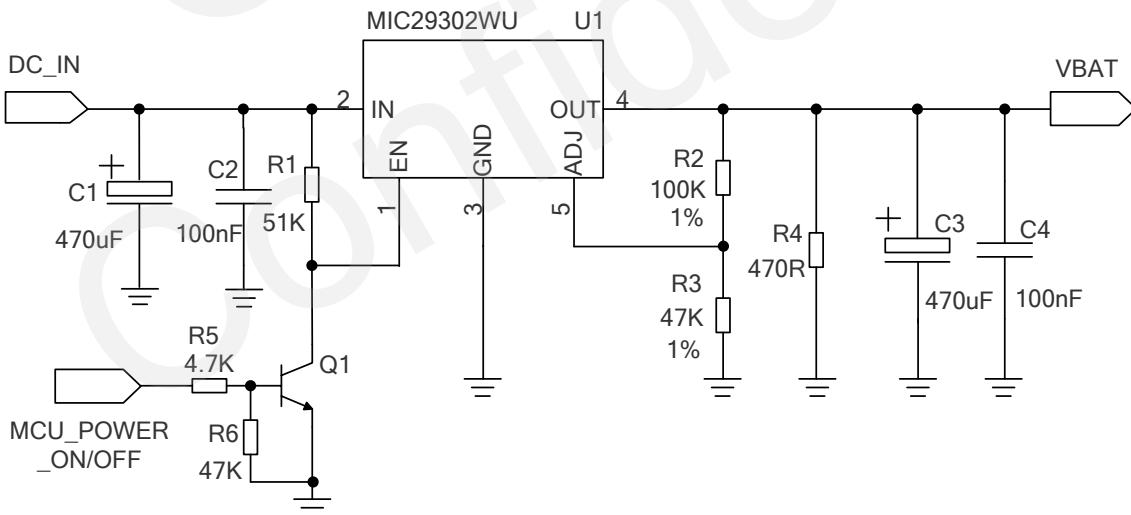 MIC29302WU U1
DC_IN
VBAT
2 IN
OUT 4
EN
GND
ADJ
1
3
5
C1
470uF
C2
100nF
R1
51K
R2
100K
1%
R3
47K
1%
R4
470R
C3
470uF
C4
100nF
R5
4.7K
Q1
MCU_POWER
_ON/OFF
R6
47K